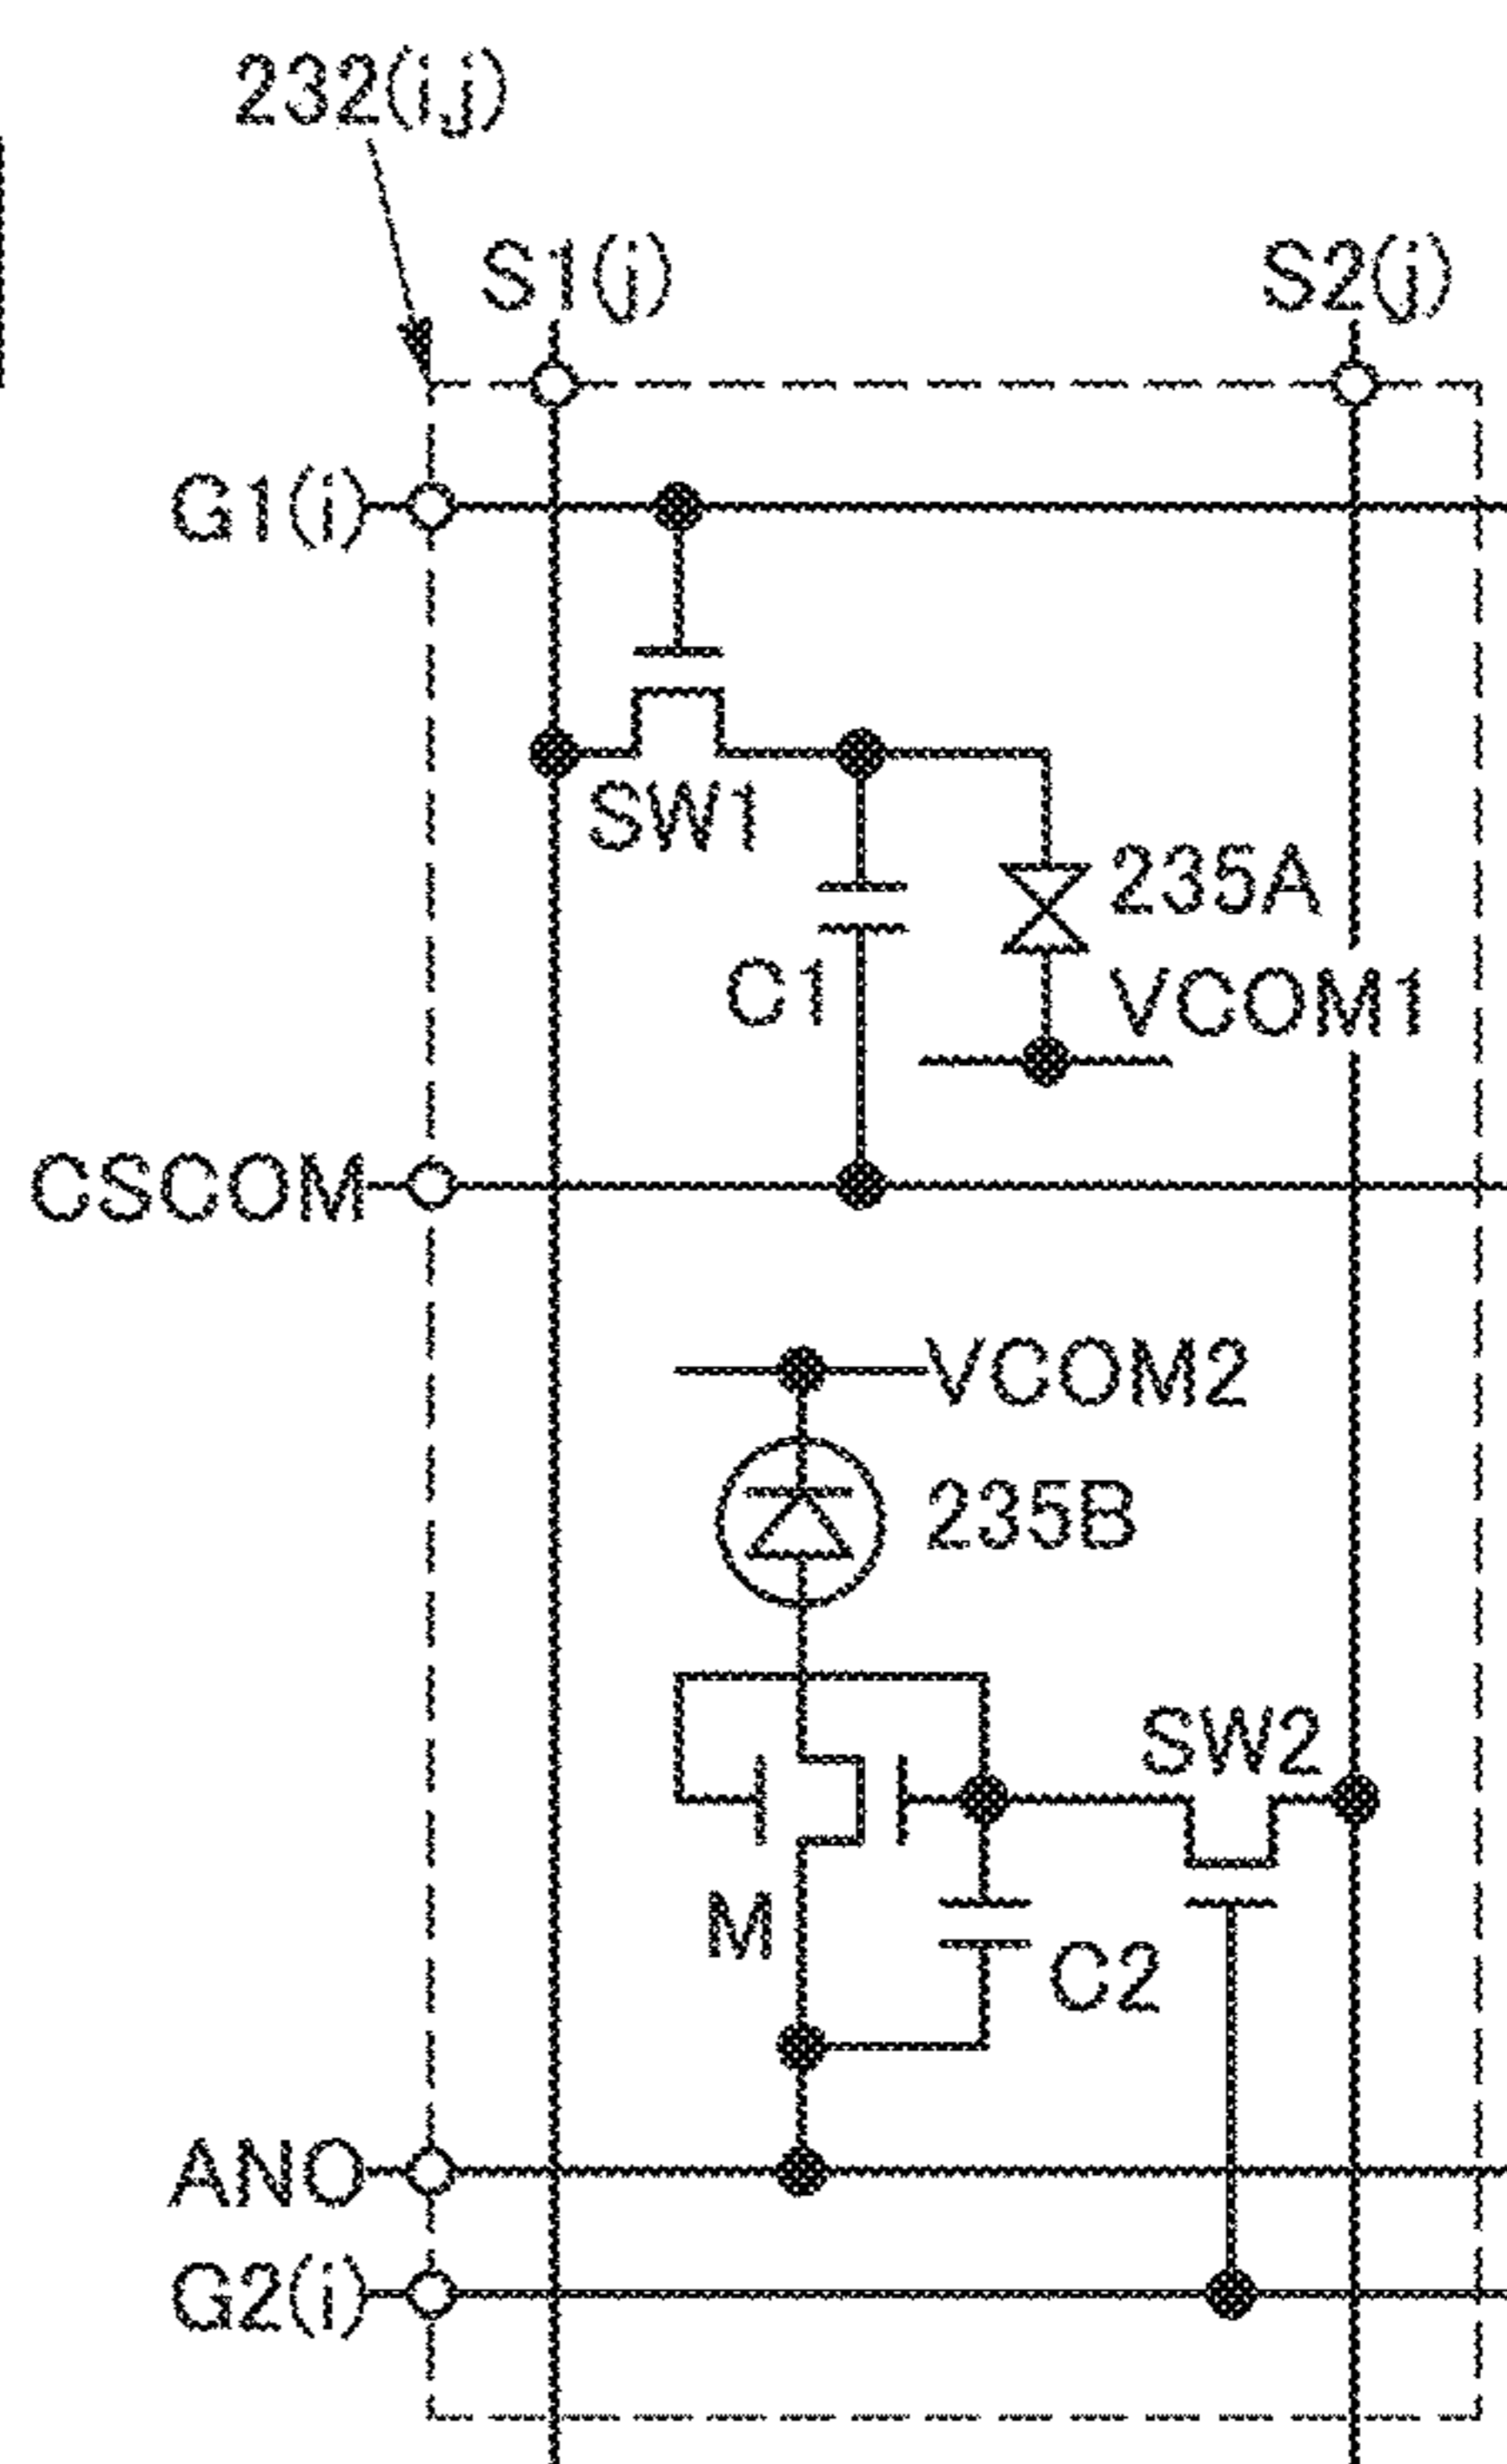 232(i,j)
S1(j)
S2(j)
G1(i)
SW1
235A
C1
VCOM1
CSCOM
VCOM2
235B
SW2
M
C2
ANO
G2(i)